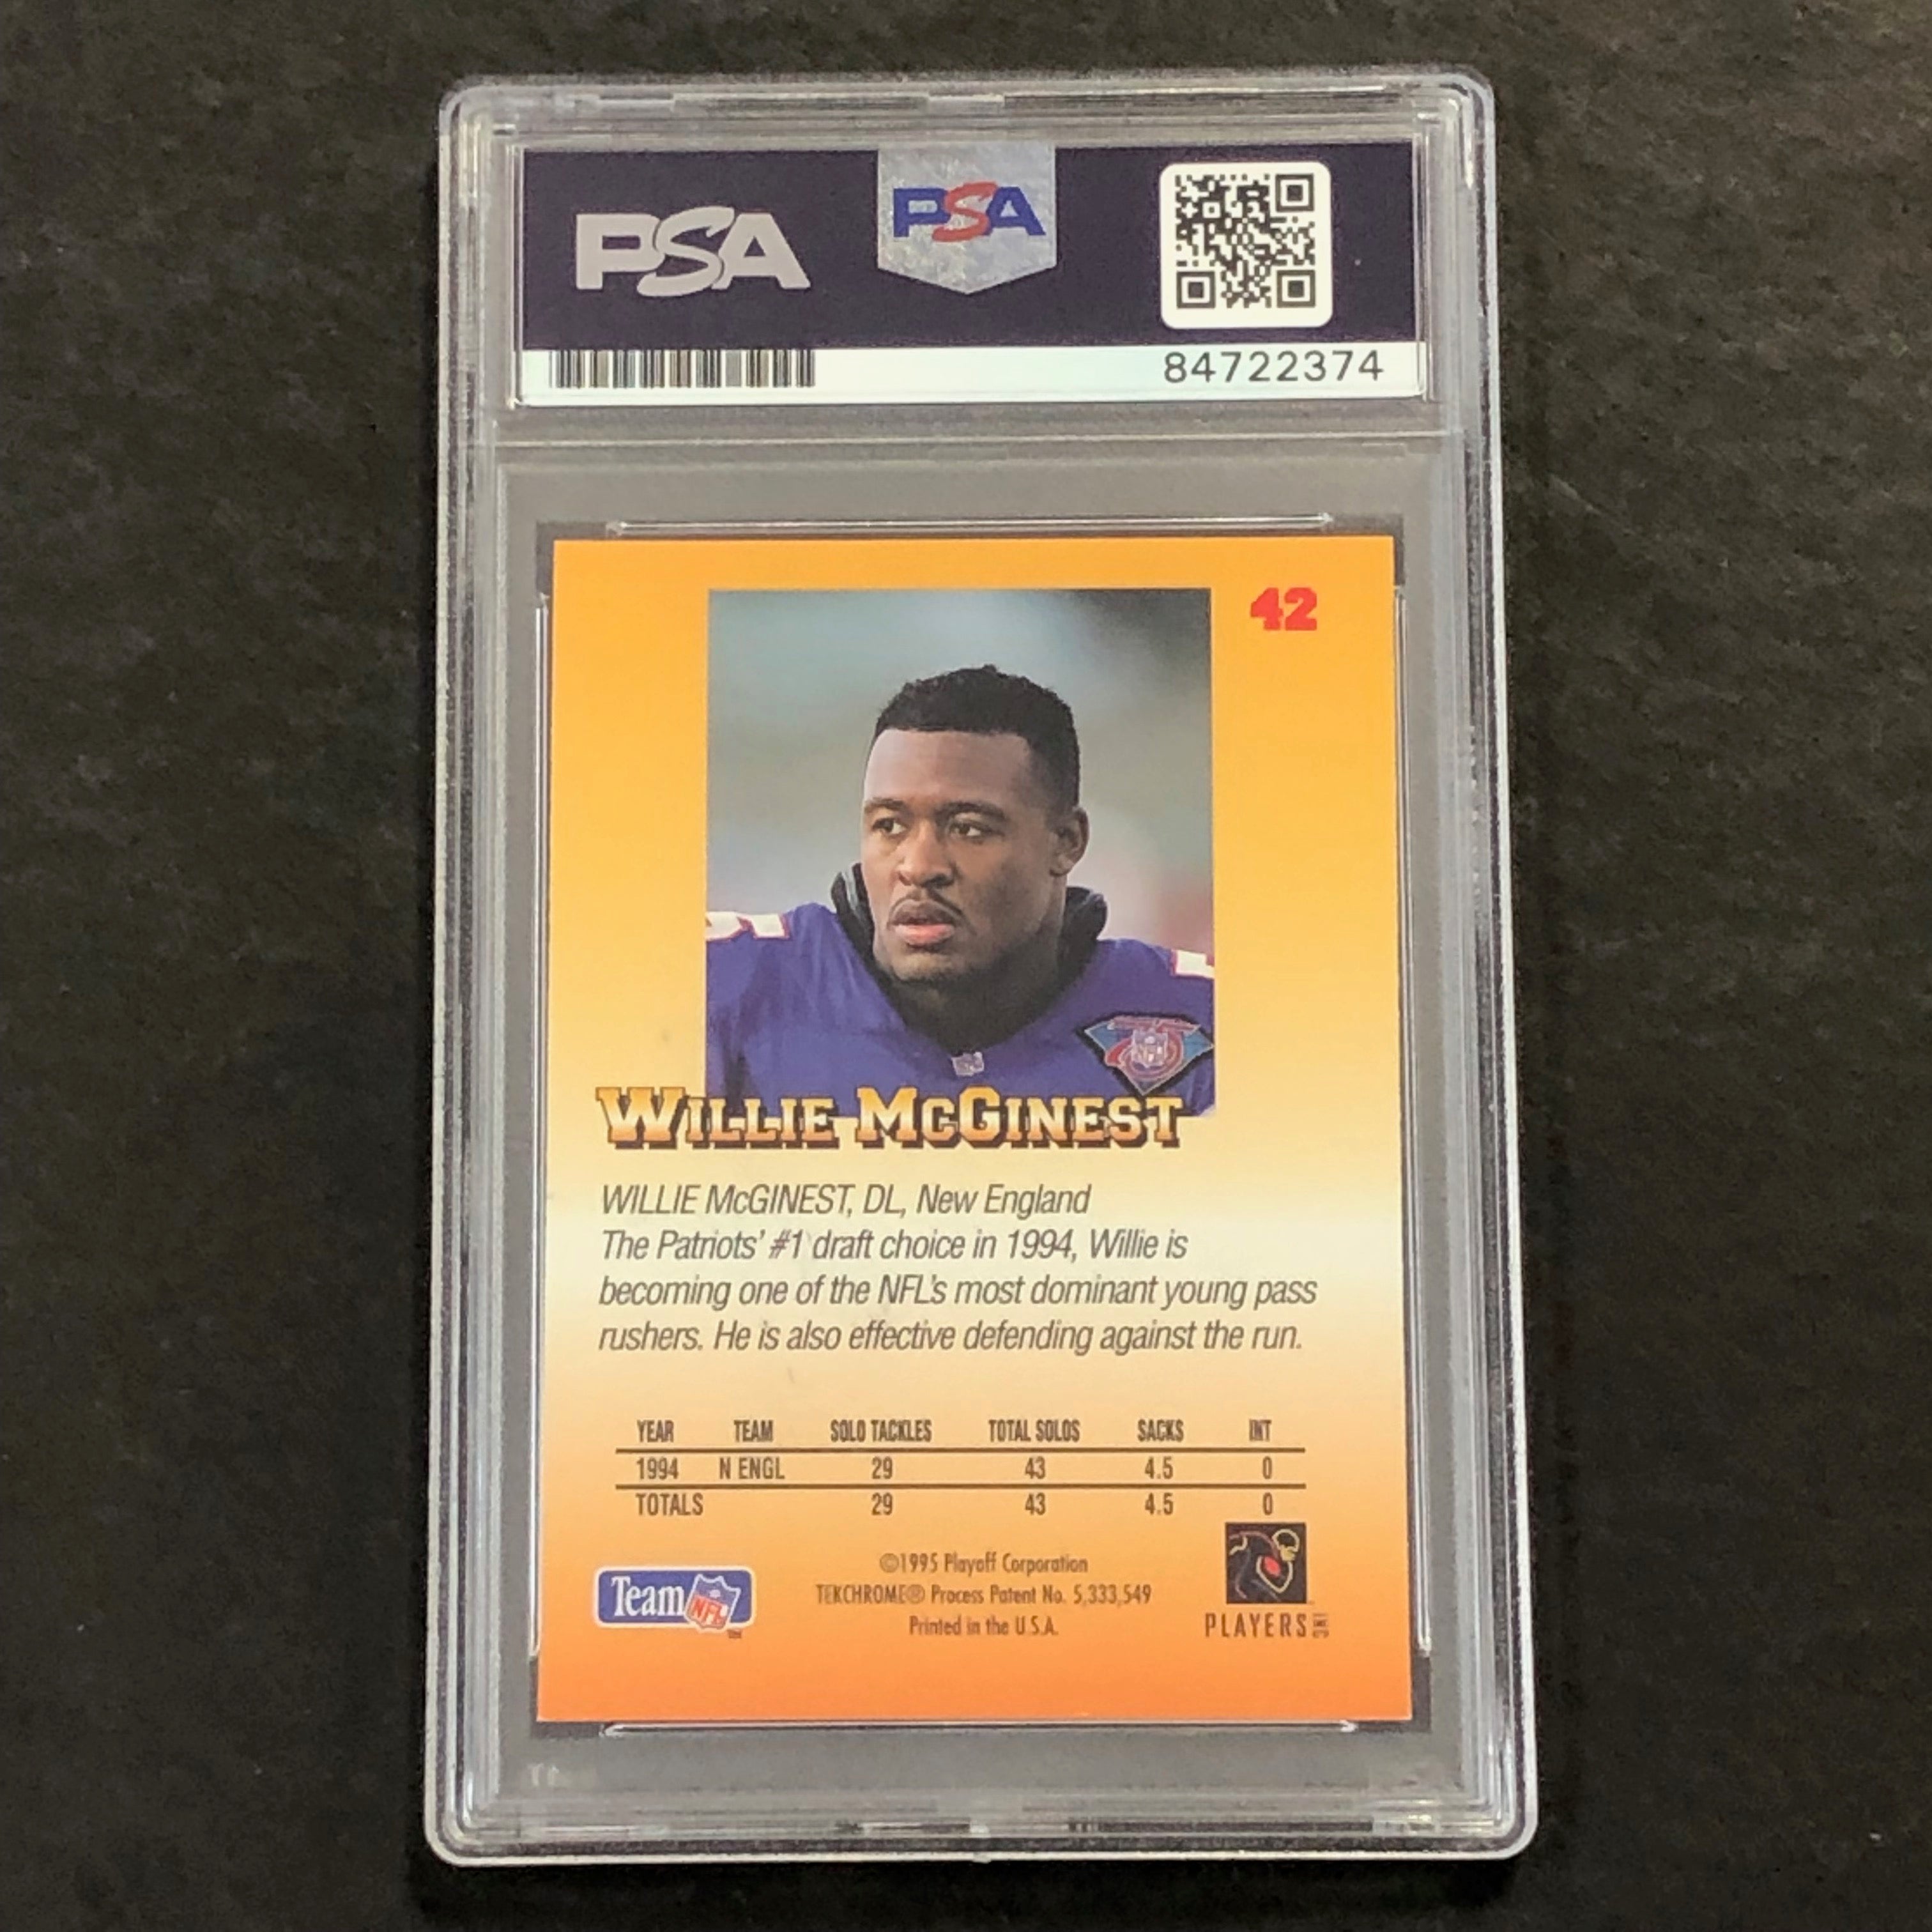 PSA
PSA
84722374
42
WILLIE MCGINEST
WILLIE McGINEST, DL, New England
The Patriots' #1 draft choice in 1994, Willie is
becoming one of the NFL's most dominant young pass
rushers. He is also effective defending against the run.
YEAR TEAM SOLO TACKLES TOTAL SOLOS SACKS INT
1994 N ENGL 29 43 4.5 0
TOTALS 29 43 4.5 0
©1995 Playoff Corporation
TEKCHROME® Process Patent No. 5,333,549
Printed in the U.S.A.
Team NFL
PLAYERS